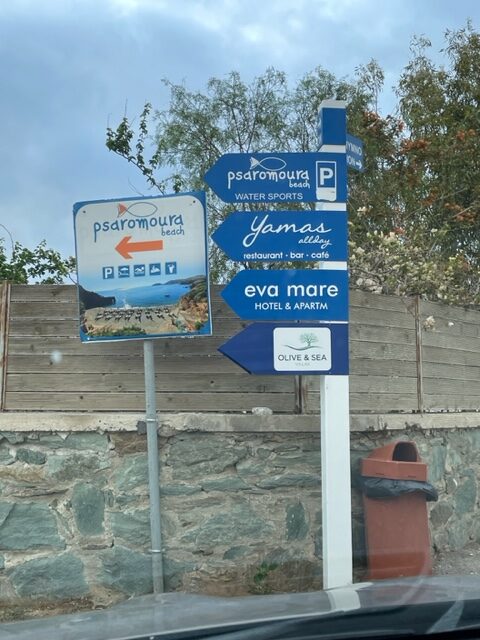 psaromoura
beach
P
psaromoura
beach
WATER SPORTS
P
Yamas
allday
restaurant · bar · café
eva mare
HOTEL & APARTM
OLIVE & SEA